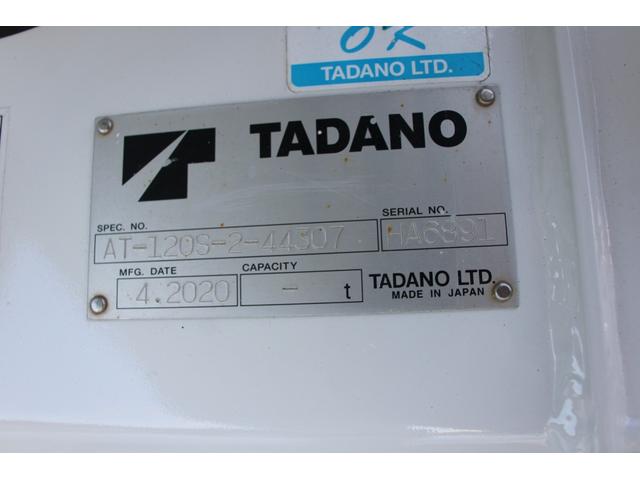 OK
TADANO LTD.
TADANO
SPEC. NO.
SERIAL NO.
AT-120S-2-44307
HA6891
MFG. DATE
CAPACITY
4.2020
- t
TADANO LTD.
MADE IN JAPAN